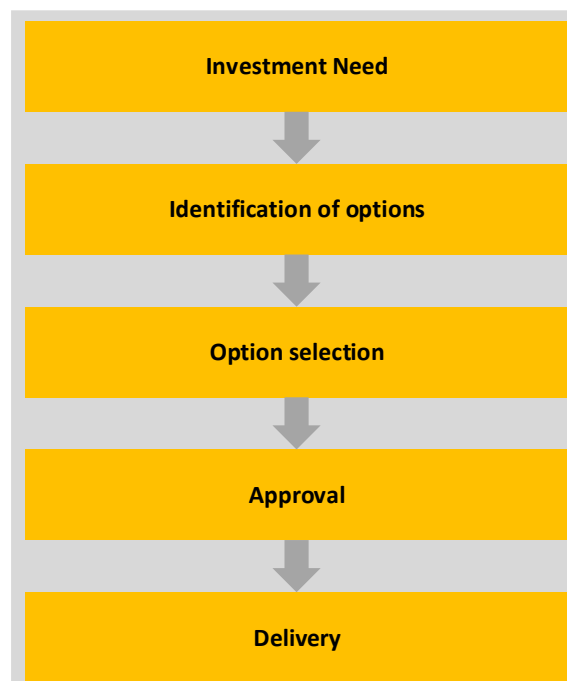 Investment Need
Identification of options
Option selection
Approval
Delivery